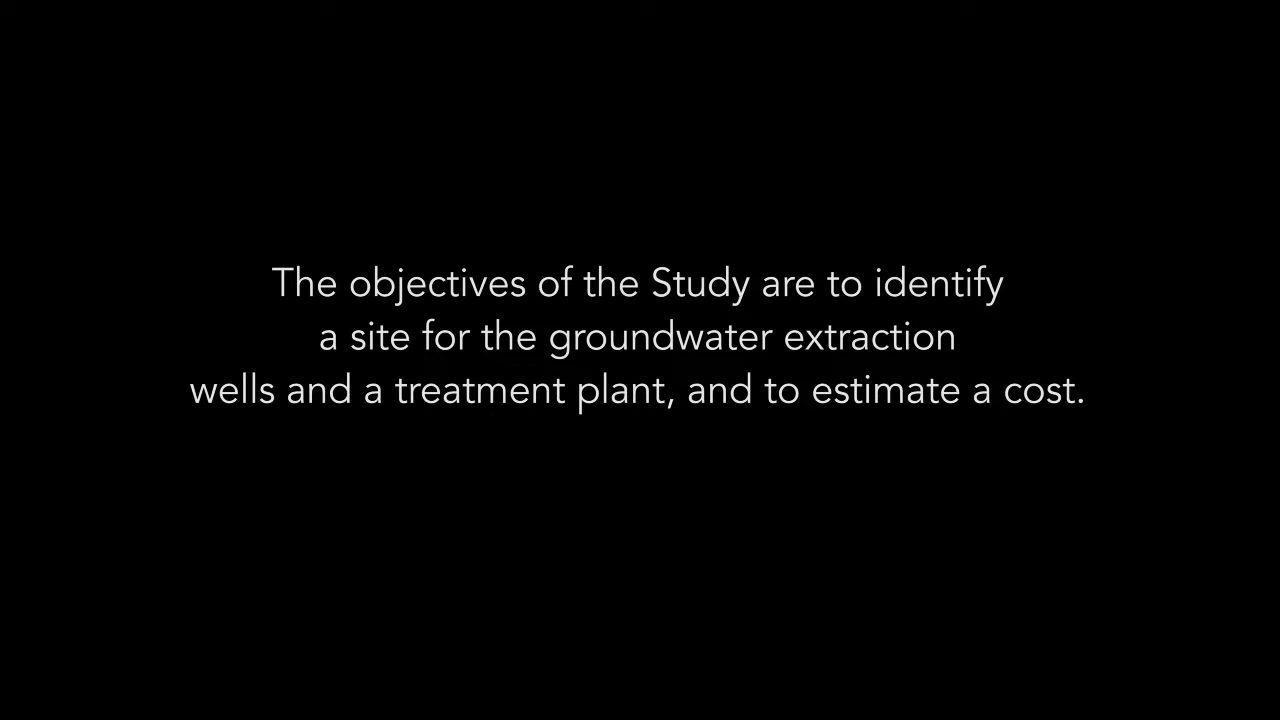 The objectives of the Study are to identify
a site for the groundwater extraction
wells and a treatment plant, and to estimate a cost.